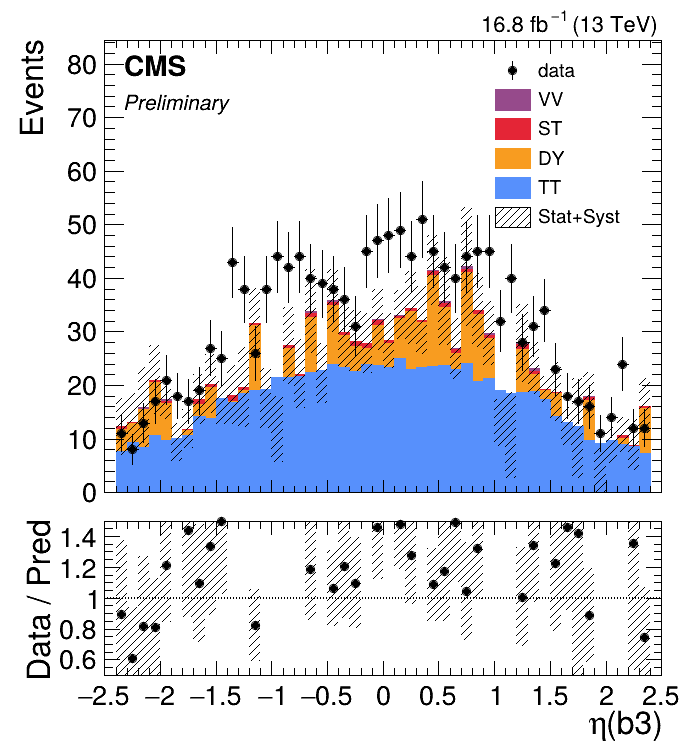 16.8 fb⁻¹ (13 TeV)
Events
CMS
Preliminary
data
VV
ST
DY
TT
Stat+Syst
80
70
60
50
40
30
20
10
0
Data / Pred
1.4
1.2
1
0.8
0.6
−2.5 −2 −1.5 −1 −0.5 0 0.5 1 1.5 2 2.5
η(b3)